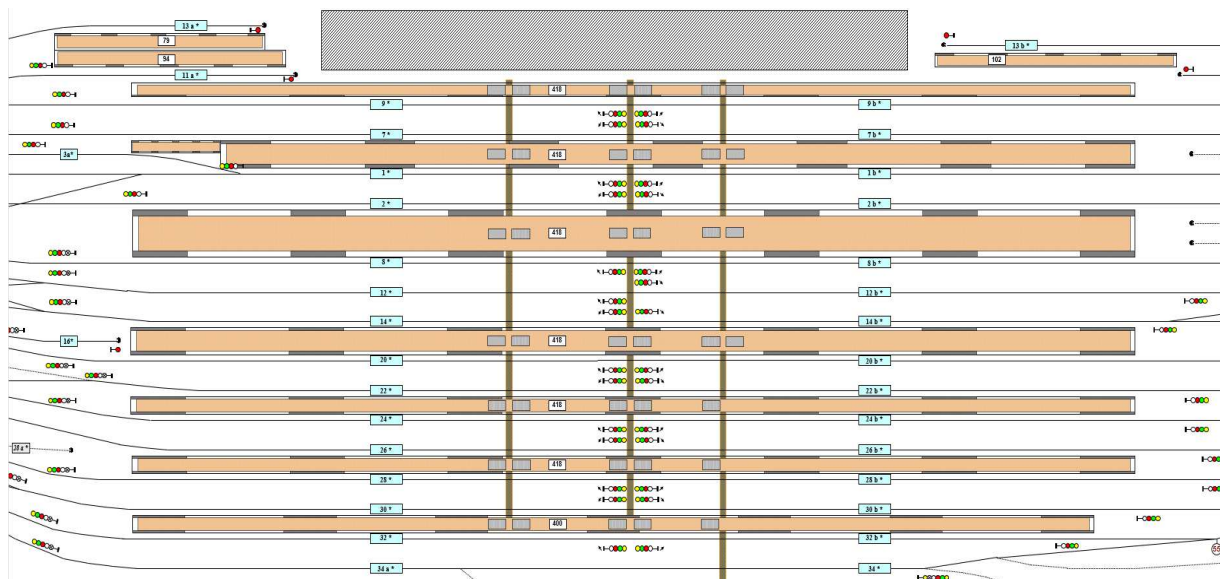 13 a *
79
94
11 a *
13 b *
102
418
9 *
9 b *
7 *
7 b *
3a*
418
1 *
1 b *
2 *
2 b *
418
8 *
8 b *
12 *
12 b *
14 *
14 b *
16*
418
20 *
20 b *
22 *
22 b *
418
24 *
24 b *
26 *
26 b *
38 a *
418
28 *
28 b *
30 *
30 b *
400
32 *
32 b *
34 a *
34 *